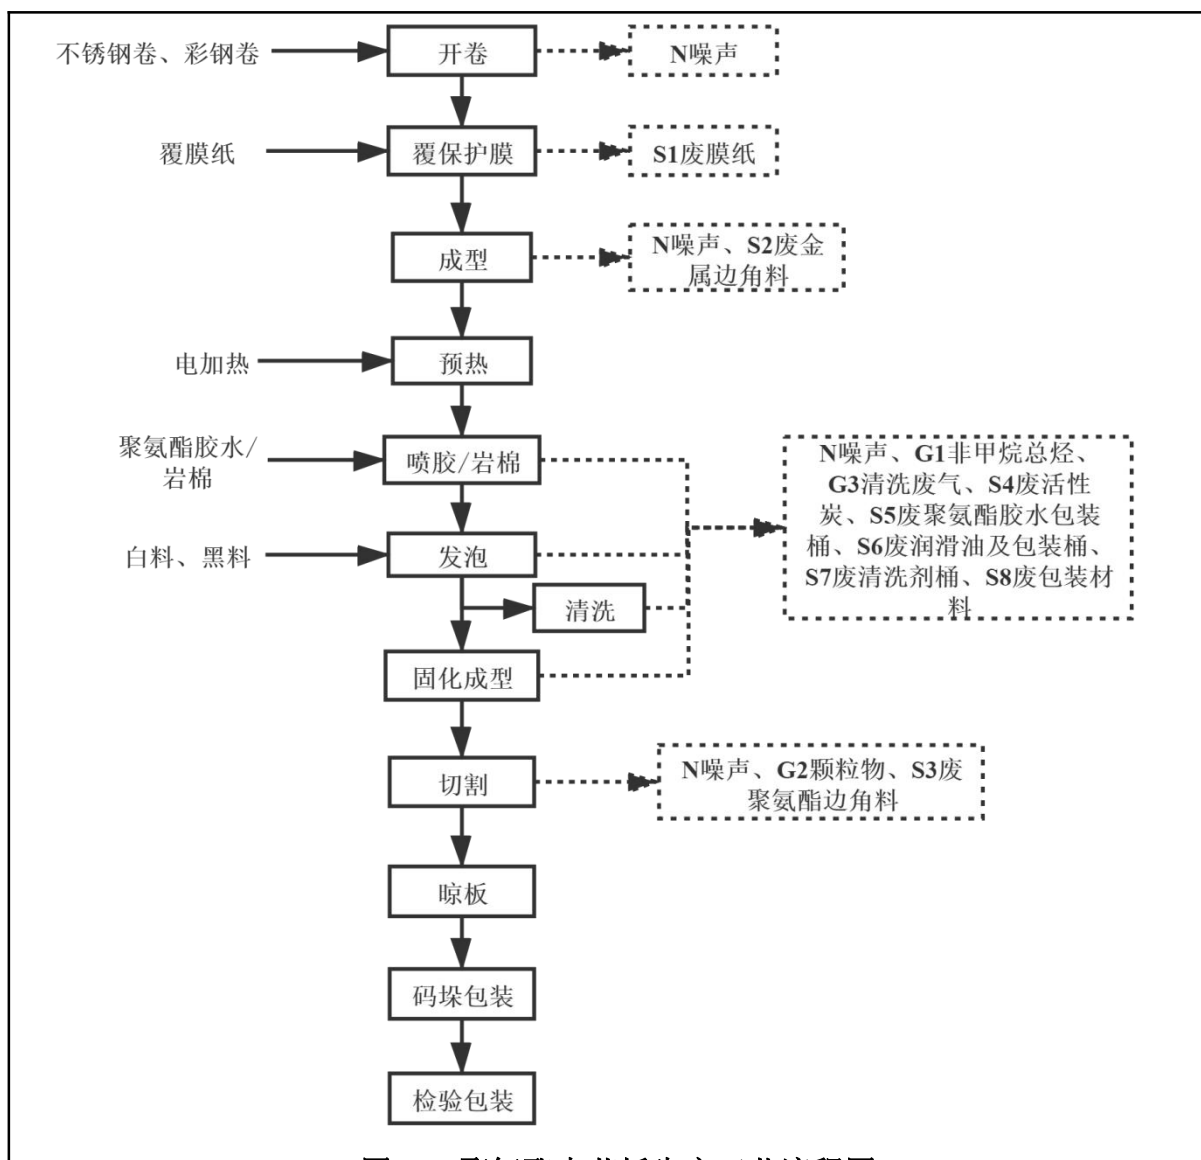 不锈钢卷、彩钢卷
开卷
N噪声
覆膜纸
覆保护膜
S1废膜纸
成型
N噪声、S2废金
属边角料
电加热
预热
聚氨酯胶水/
岩棉
喷胶/岩棉
N噪声、G1非甲烷总烃、
G3清洗废气、S4废活性
炭、S5废聚氨酯胶水包装
桶、S6废润滑油及包装桶、
S7废清洗剂桶、S8废包装材
料
白料、黑料
发泡
清洗
固化成型
切割
N噪声、G2颗粒物、S3废
聚氨酯边角料
晾板
码垛包装
检验包装